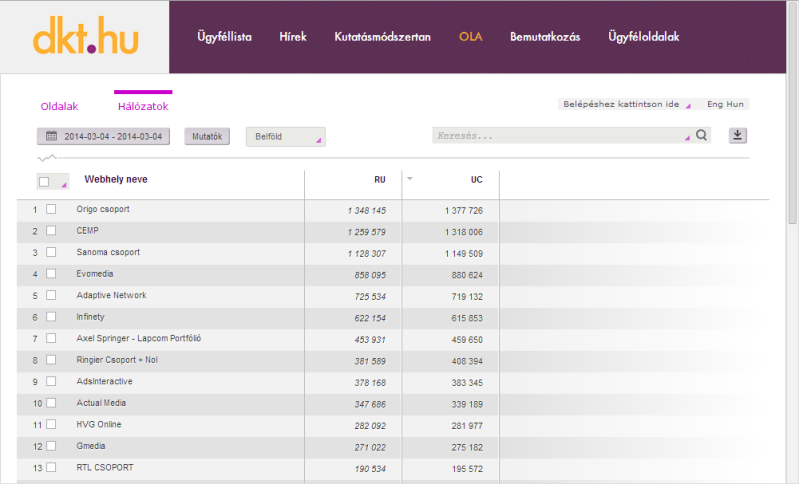 dkt.hu
Ügyféllista Hírek Kutatásmódszertan OLA Bemutatkozás Ügyféloldalak
Oldalak Hálózatok
Belépéshez kattintson ide Eng Hun
2014-03-04 - 2014-03-04 Mutatók Belföld Keresés...
Webhely neve RU UC
1 Origo csoport 1 348 145 1 377 726
2 CEMP 1 259 579 1 318 006
3 Sanoma csoport 1 128 307 1 149 509
4 Evomedia 858 095 880 624
5 Adaptive Network 725 534 719 132
6 Infinety 622 154 615 853
7 Axel Springer - Lapcom Portfólió 453 931 459 650
8 Ringier Csoport + Nol 381 589 408 394
9 AdsInteractive 378 168 383 345
10 Actual Media 347 686 339 189
11 HVG Online 282 092 281 977
12 Gmedia 271 022 275 182
13 RTL CSOPORT 190 534 195 572